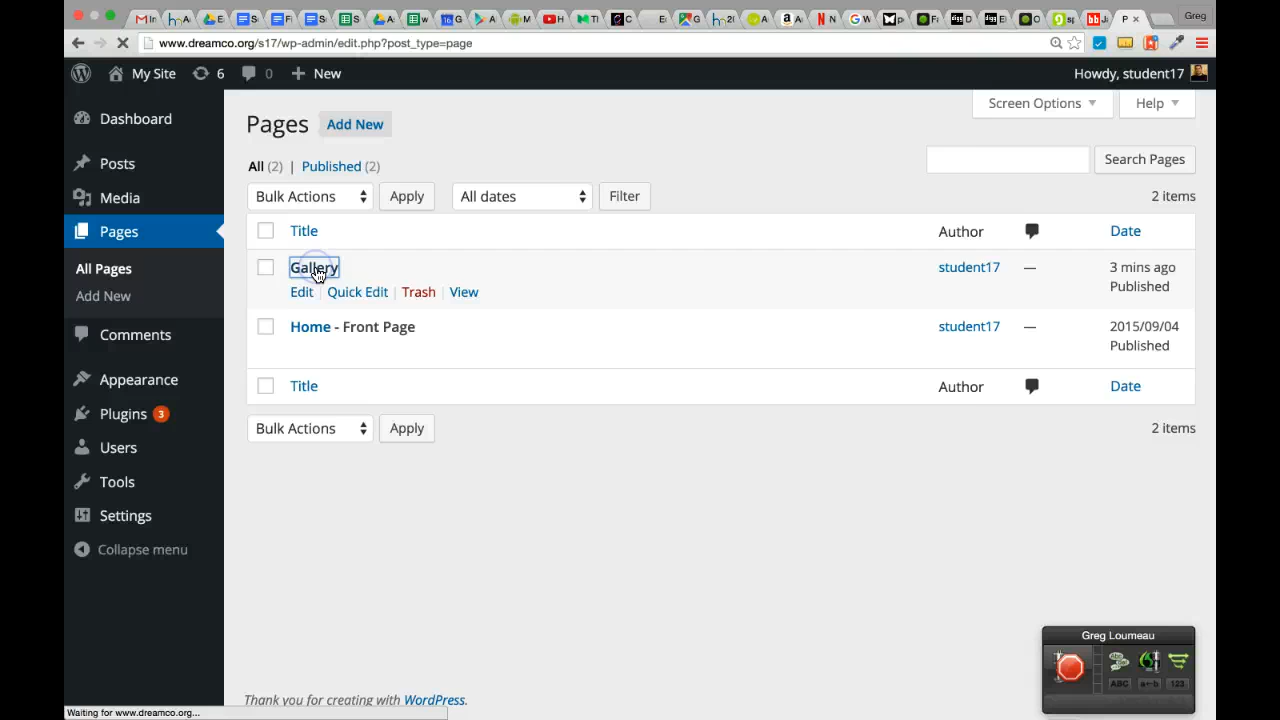 Greg
www.dreamco.org/s17/wp-admin/edit.php?post_type=page
My Site 6 0 New Howdy, student17
Screen Options Help
Dashboard
Posts
Media
Pages
All Pages
Add New
Comments
Appearance
Plugins 3
Users
Tools
Settings
Collapse menu
Pages Add New
All (2) | Published (2)
Search Pages
Bulk Actions Apply All dates Filter 2 items
Title Author Date
Gallery student17 — 3 mins ago
Published
Edit | Quick Edit | Trash | View
Home - Front Page student17 — 2015/09/04
Published
Title Author Date
Bulk Actions Apply 2 items
Thank you for creating with WordPress.
Waiting for www.dreamco.org...
Greg Loumeau
ABC a↔b 123